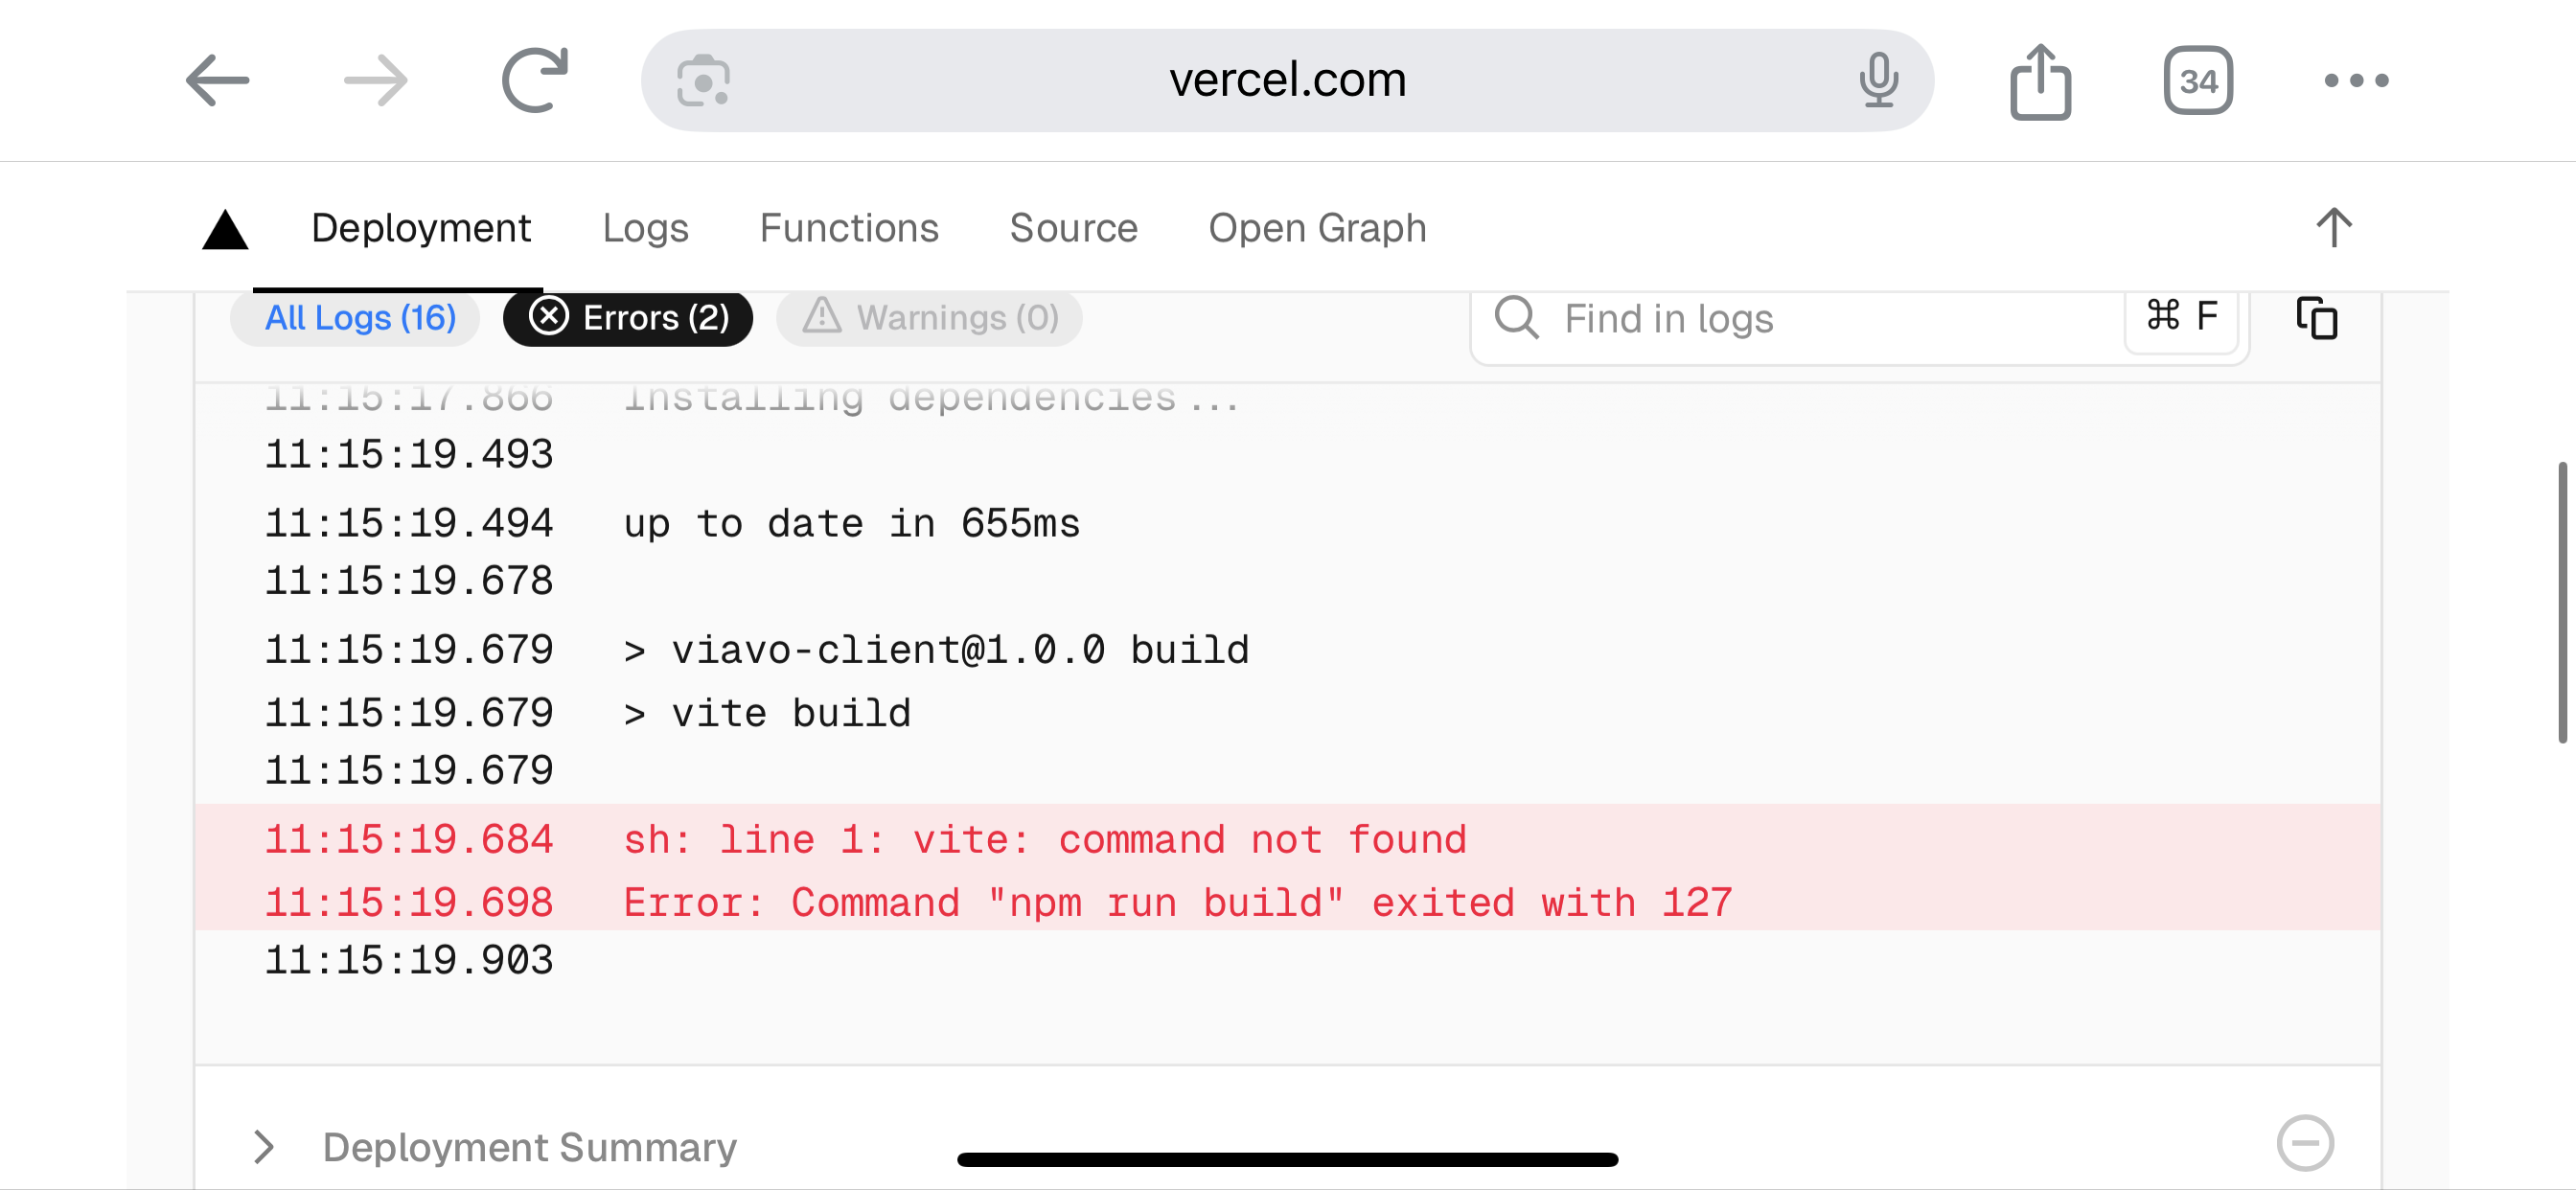 vercel.com
34
Deployment Logs Functions Source Open Graph
All Logs (16) Errors (2) Warnings (0) Find in logs ⌘ F
11:15:17.866 Installing dependencies...
11:15:19.493
11:15:19.494 up to date in 655ms
11:15:19.678
11:15:19.679 > viavo-client@1.0.0 build
11:15:19.679 > vite build
11:15:19.679
11:15:19.684 sh: line 1: vite: command not found
11:15:19.698 Error: Command "npm run build" exited with 127
11:15:19.903
Deployment Summary